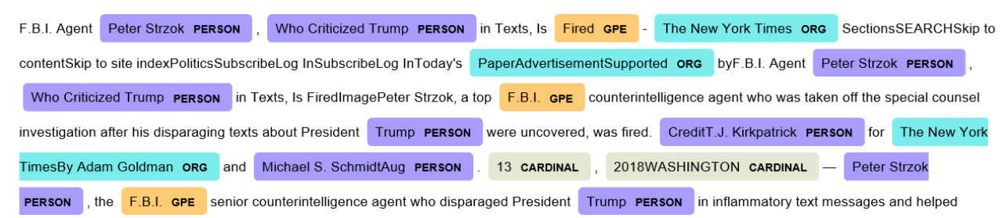 F.B.I. Agent Peter Strzok PERSON , Who Criticized Trump PERSON in Texts, Is Fired GPE - The New York Times ORG SectionsSEARCHSkip to
contentSkip to site indexPoliticsSubscribeLog InSubscribeLog InToday's PaperAdvertisementSupported ORG byF.B.I. Agent Peter Strzok PERSON ,
Who Criticized Trump PERSON in Texts, Is FiredImagePeter Strzok, a top F.B.I. GPE counterintelligence agent who was taken off the special counsel
investigation after his disparaging texts about President Trump PERSON were uncovered, was fired. CreditT.J. Kirkpatrick PERSON for The New York
TimesBy Adam Goldman ORG and Michael S. SchmidtAug PERSON . 13 CARDINAL , 2018WASHINGTON CARDINAL — Peter Strzok
PERSON , the F.B.I. GPE senior counterintelligence agent who disparaged President Trump PERSON in inflammatory text messages and helped